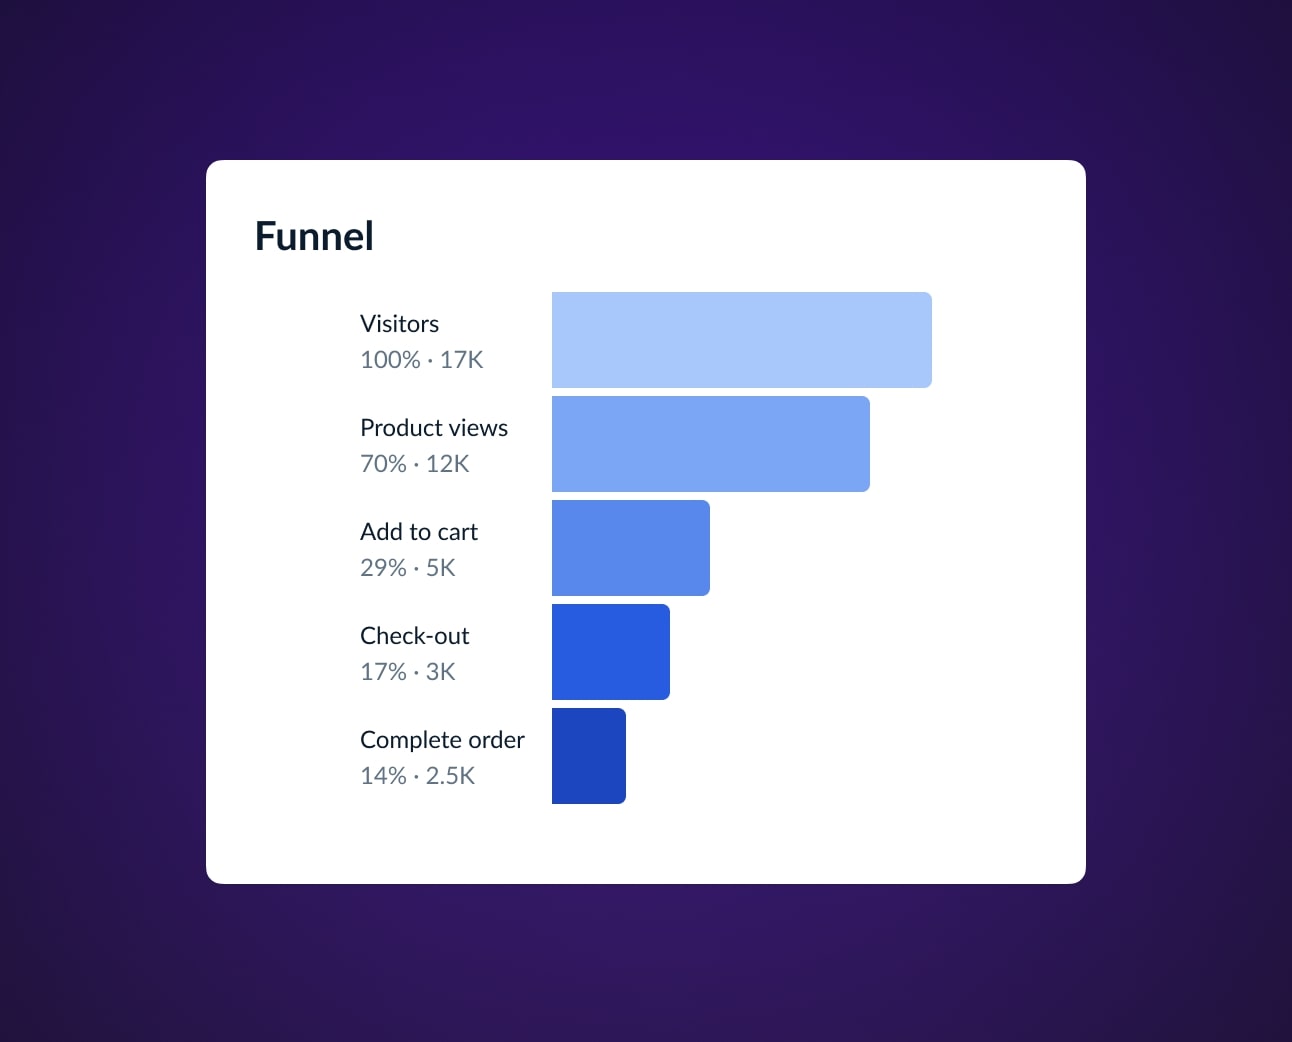 Funnel
Visitors
100% · 17K
Product views
70% · 12K
Add to cart
29% · 5K
Check-out
17% · 3K
Complete order
14% · 2.5K